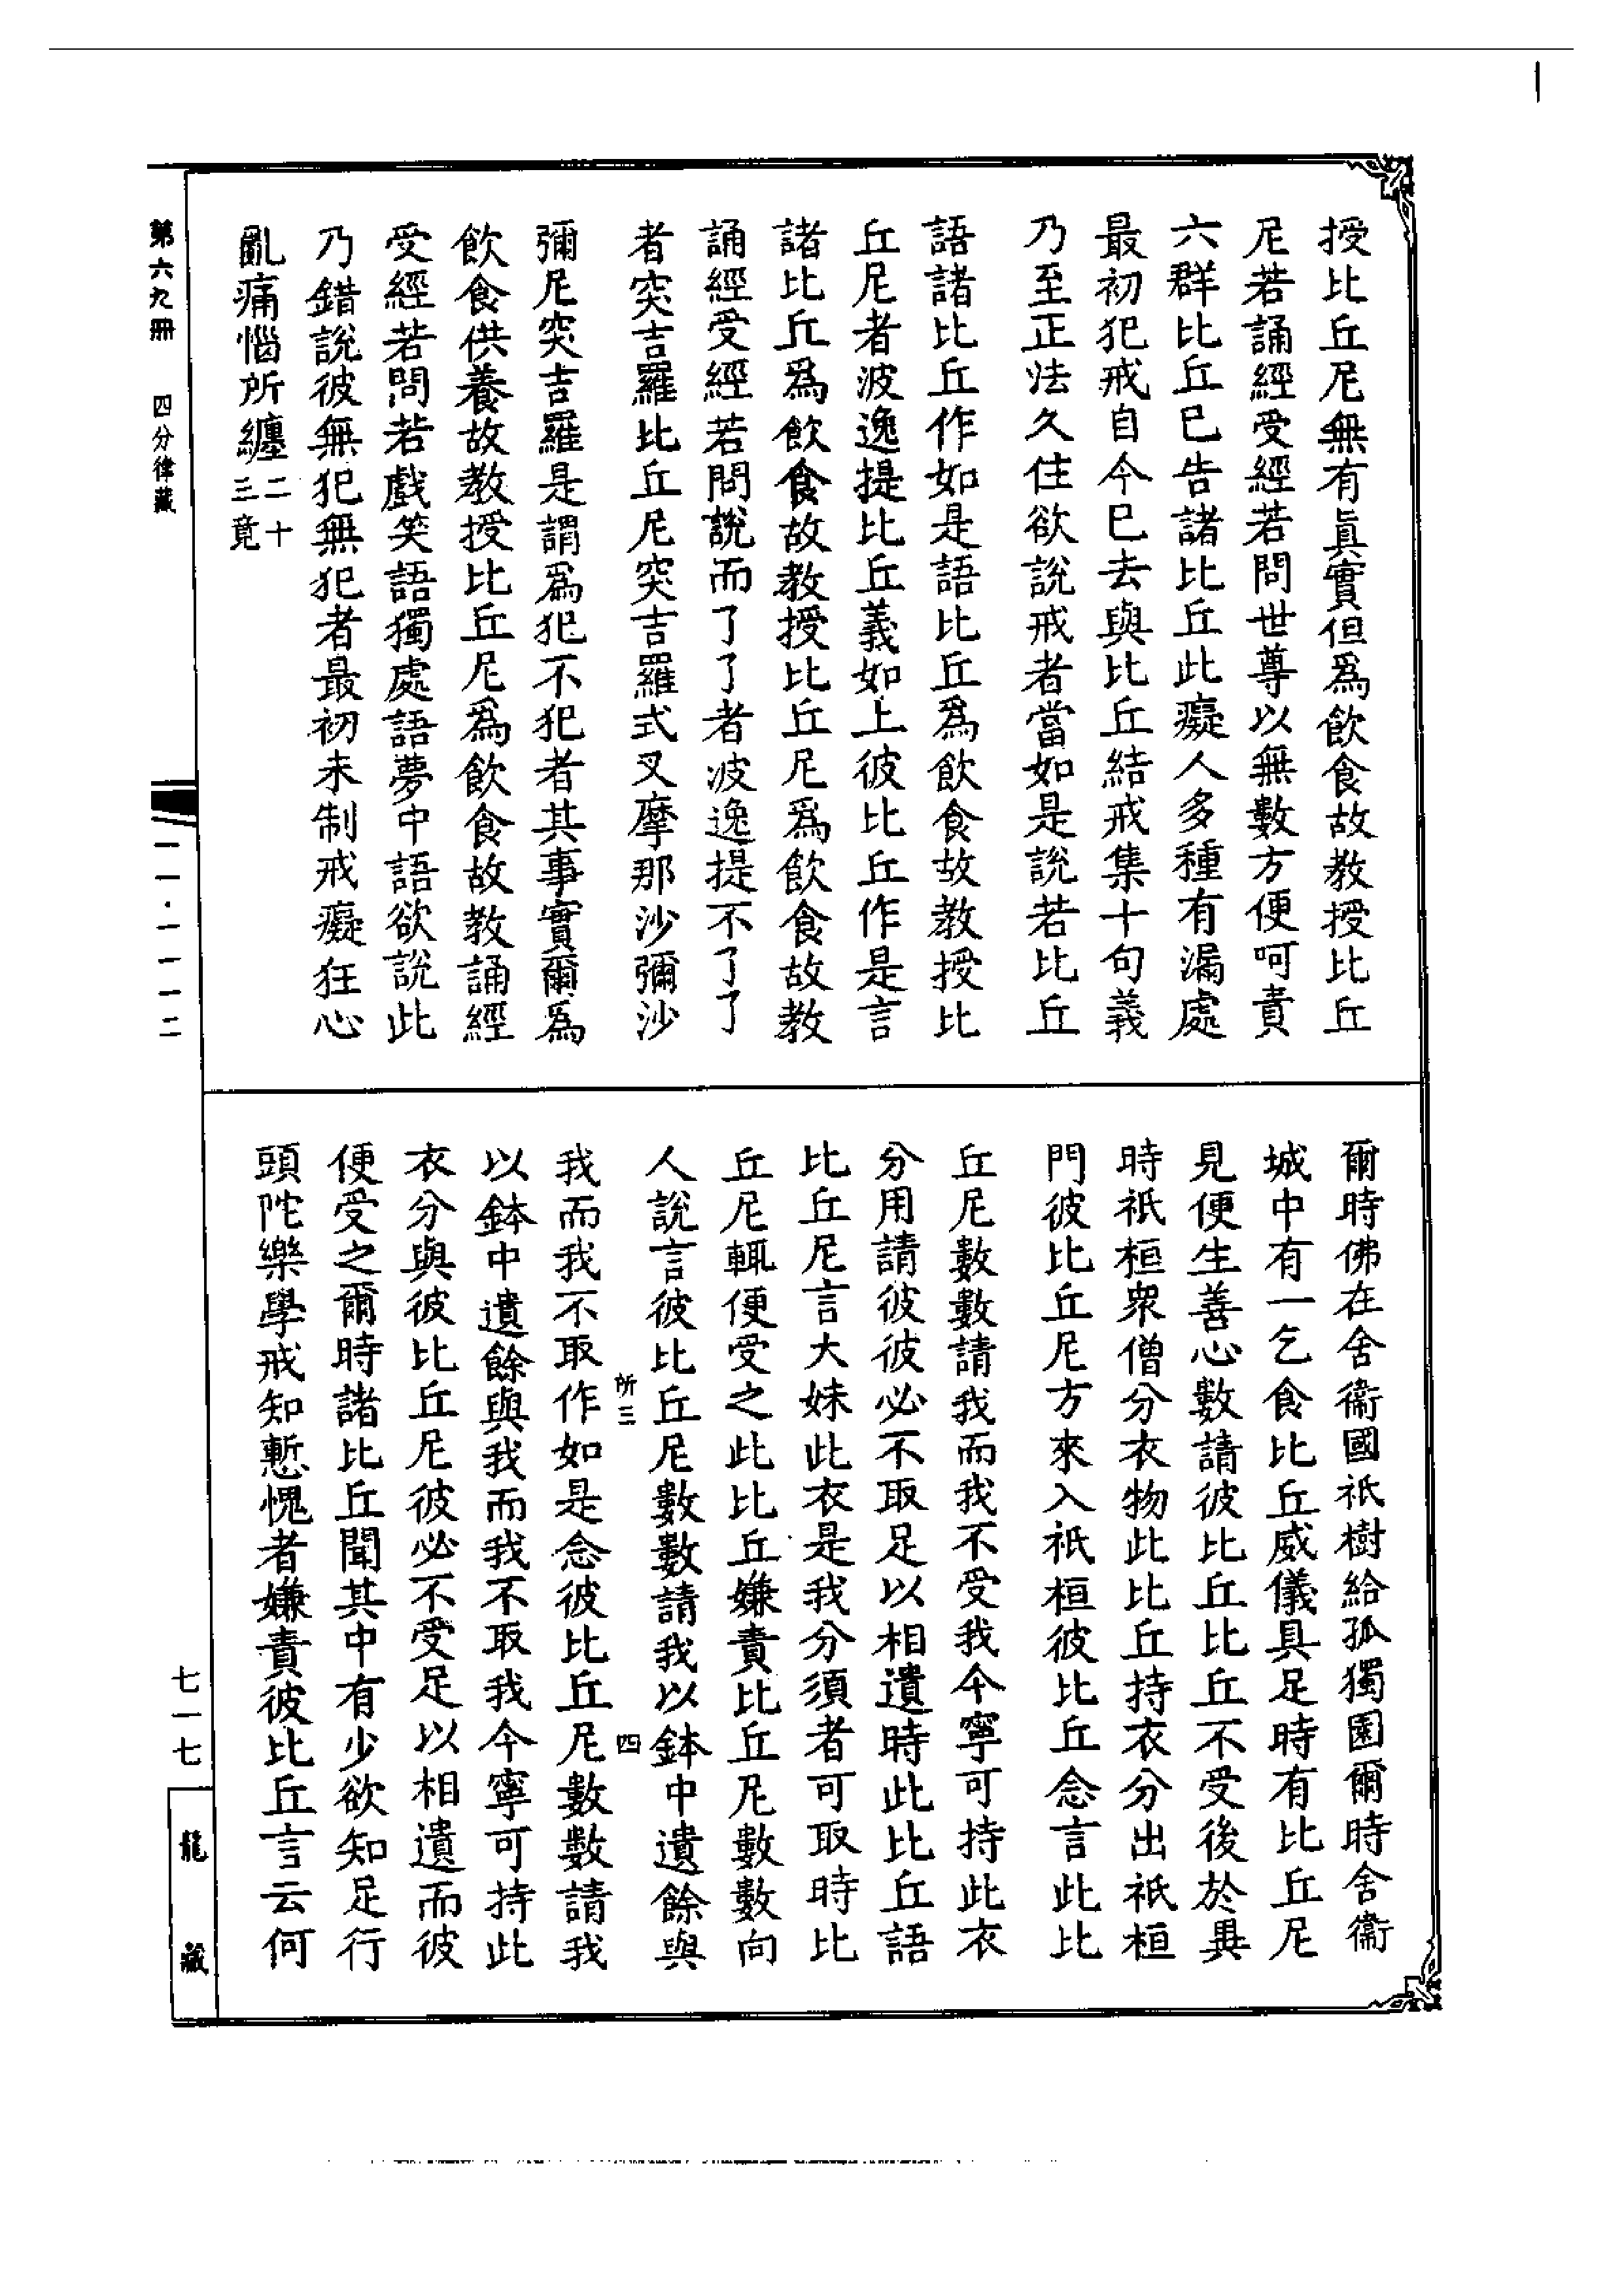 授比丘尼無有眞實但爲飲食故教授比丘
尼若誦經受經若問世尊以無數方便呵責
六群比丘已告諸比丘此癡人多種有漏處
最初犯戒自今已去與比丘結戒集十句義
乃至正法久住欲說戒者當如是說若比丘
語諸比丘作如是語比丘爲飲食故教授比
丘尼者波逸提比丘義如上彼比丘作是言
諸比丘爲飲食故教授比丘尼爲飲食故教
誦經受經若問說而了了者波逸提不了了
者突吉羅比丘尼突吉羅式叉摩那沙彌沙
彌尼突吉羅是謂爲犯不犯者其事實爾爲
飲食供養故教授比丘尼爲飲食故教誦經
受經若問若戲笑語獨處語夢中語欲說此
乃錯說彼無犯無犯者最初未制戒癡狂心
亂痛惱所纏二十三竟
爾時佛在舍衞國祇樹給孤獨園爾時舍衞
城中有一乞食比丘威儀具足時有比丘尼
見便生善心數請彼比丘比丘不受後於異
時祇桓衆僧分衣物此比丘持衣分出祇桓
門彼比丘尼方來入祇桓彼比丘念言此比
丘尼數數請我而我不受我今寧可持此衣
分用請彼彼必不取足以相遺時此比丘語
比丘尼言大妹此衣是我分須者可取時比
丘尼輒便受之此比丘嫌責比丘尼數數向
人說言彼比丘尼數數請我以鉢中遺餘與
所三
四
我而我不取作如是念彼比丘尼數數請我
以鉢中遺餘與我而我不取我今寧可持此
衣分與彼比丘尼彼必不受足以相遺而彼
便受之爾時諸比丘聞其中有少欲知足行
頭陀樂學戒知慙愧者嫌責彼比丘言云何
第六九冊
四分律藏
一一·一一一二
七一七
龍藏